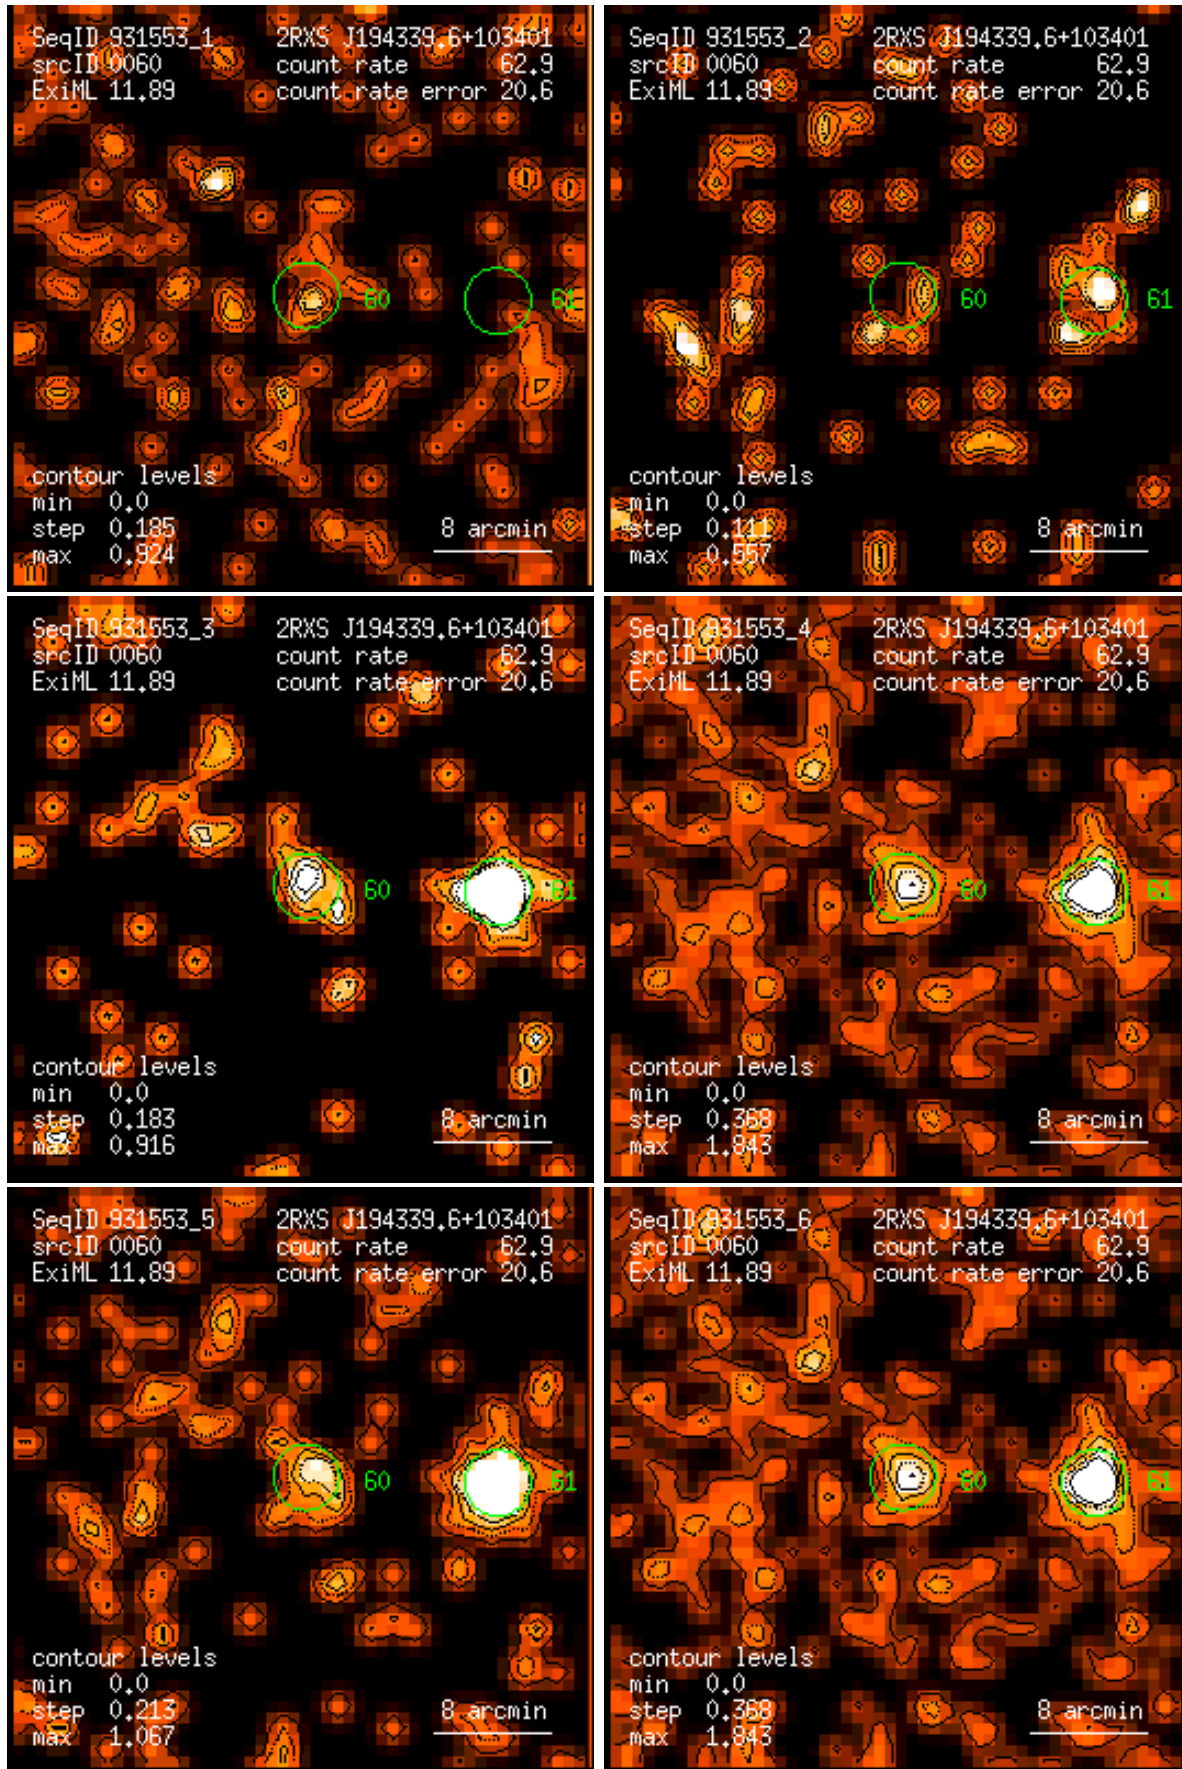 SeqID 931553_1 2RXS J194339.6+103401
srcID 0060 count rate 62.9
ExiML 11.89 count rate error 20.6
60
61
contour levels
min 0.0
step 0.185 8 arcmin
max 0.924
SeqID 931553_2 2RXS J194339.6+103401
srcID 0060 count rate 62.9
ExiML 11.89 count rate error 20.6
60
61
contour levels
min 0.0
step 0.111 8 arcmin
max 0.557
SeqID 931553_3 2RXS J194339.6+103401
srcID 0060 count rate 62.9
ExiML 11.89 count rate error 20.6
60
61
contour levels
min 0.0
step 0.183 8 arcmin
max 0.916
SeqID 931553_4 2RXS J194339.6+103401
srcID 0060 count rate 62.9
ExiML 11.89 count rate error 20.6
60
61
contour levels
min 0.0
step 0.368 8 arcmin
max 1.843
SeqID 931553_5 2RXS J194339.6+103401
srcID 0060 count rate 62.9
ExiML 11.89 count rate error 20.6
60
61
contour levels
min 0.0
step 0.213 8 arcmin
max 1.067
SeqID 931553_6 2RXS J194339.6+103401
srcID 0060 count rate 62.9
ExiML 11.89 count rate error 20.6
60
61
contour levels
min 0.0
step 0.368 8 arcmin
max 1.843